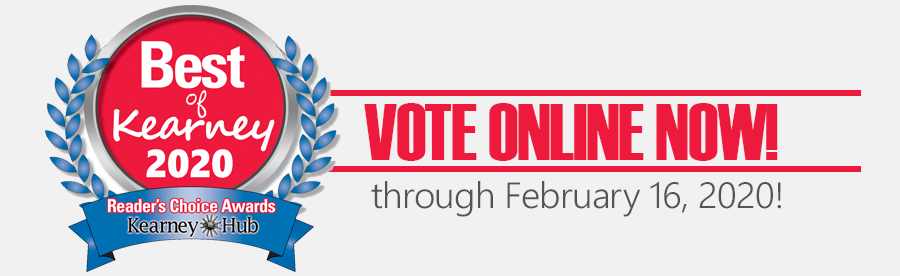 Best
of
Kearney
2020
Reader's Choice Awards
Kearney Hub
VOTE ONLINE NOW!
through February 16, 2020!